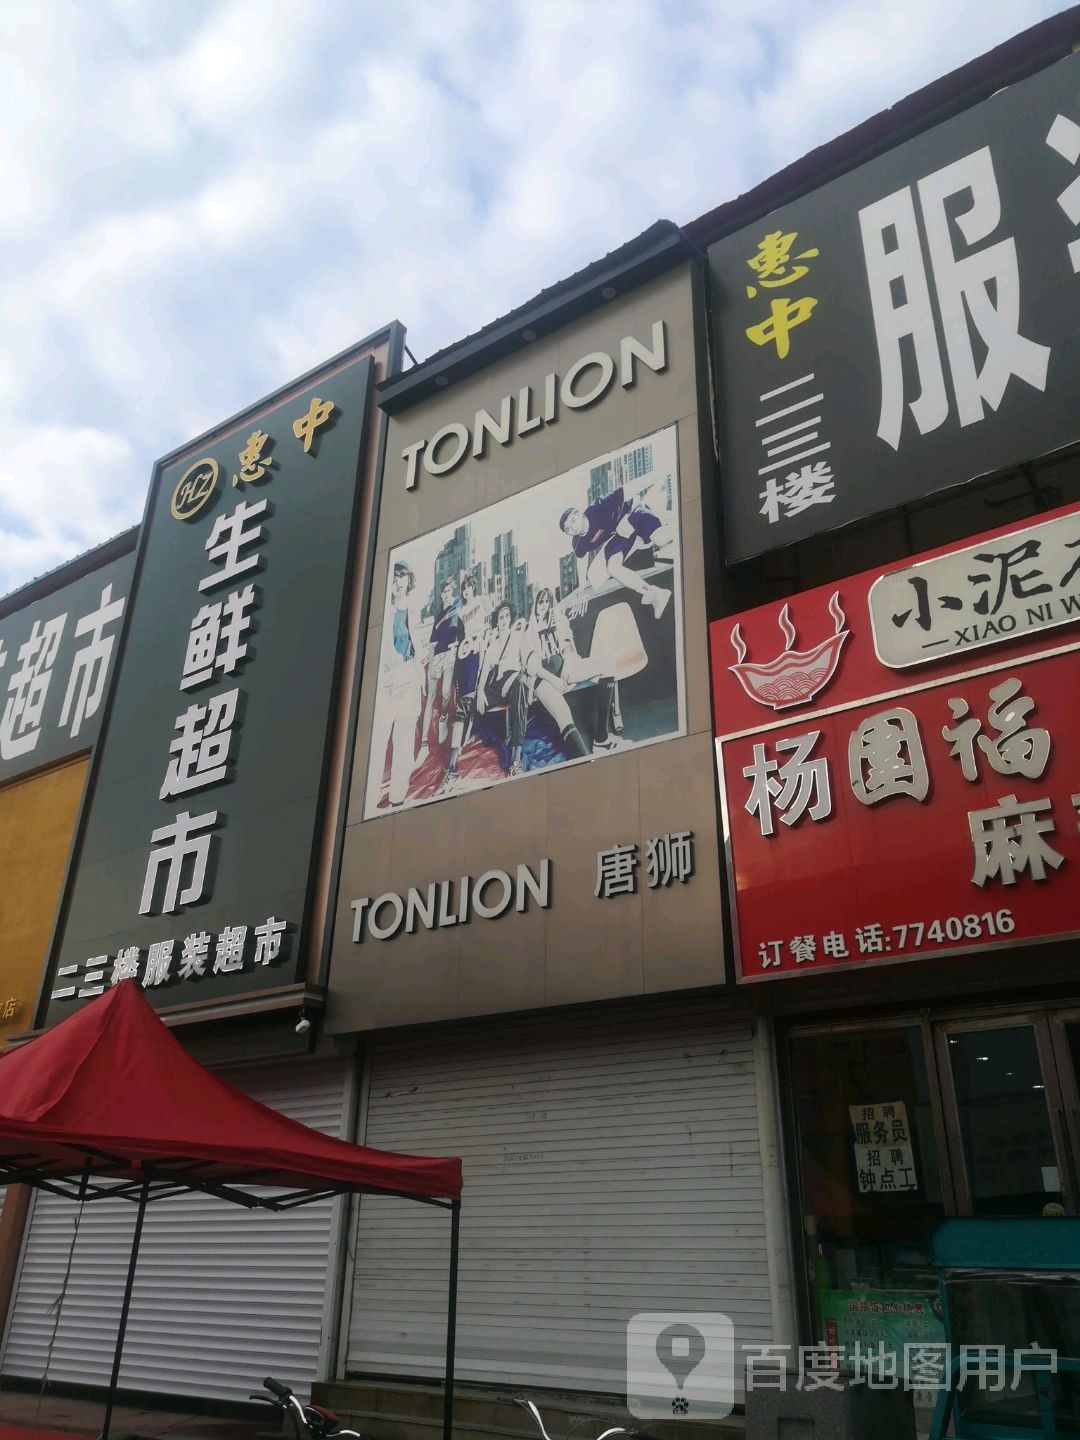 超市
HZ 惠中
生鲜超市
二三楼服装超市
TONLION
TONLION 唐狮
惠中
二三楼
服
小泥
XIAO NI W
杨国福
麻
订餐电话:7740816
招聘
服务员
招聘
钟点工
百度地图用户